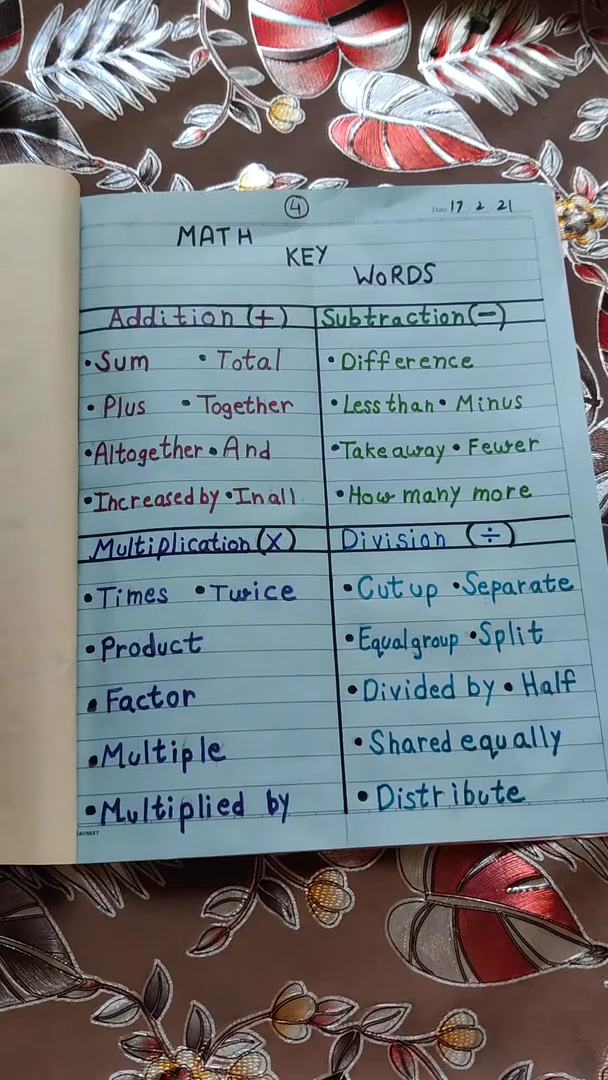 4
Date 17 2 21
MATH
KEY
WORDS
Addition (+)
•Sum •Total
•Plus •Together
•Altogether •And
•Increased by •In all
Subtraction (−)
•Difference
•Less than •Minus
•Take away •Fewer
•How many more
Multiplication (X)
•Times •Twice
•Product
•Factor
•Multiple
•Multiplied by
Division (÷)
•Cut up •Separate
•Equal group •Split
•Divided by •Half
•Shared equally
•Distribute
AVNEET